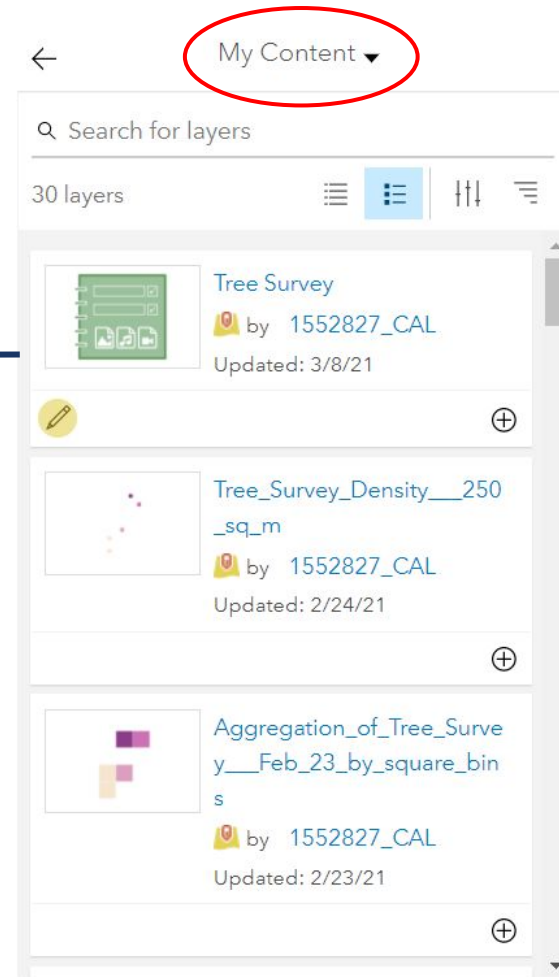 My Content
Search for layers
30 layers
Tree Survey
by 1552827_CAL
Updated: 3/8/21
Tree_Survey_Density___250
_sq_m
by 1552827_CAL
Updated: 2/24/21
Aggregation_of_Tree_Surve
y___Feb_23_by_square_bin
s
by 1552827_CAL
Updated: 2/23/21